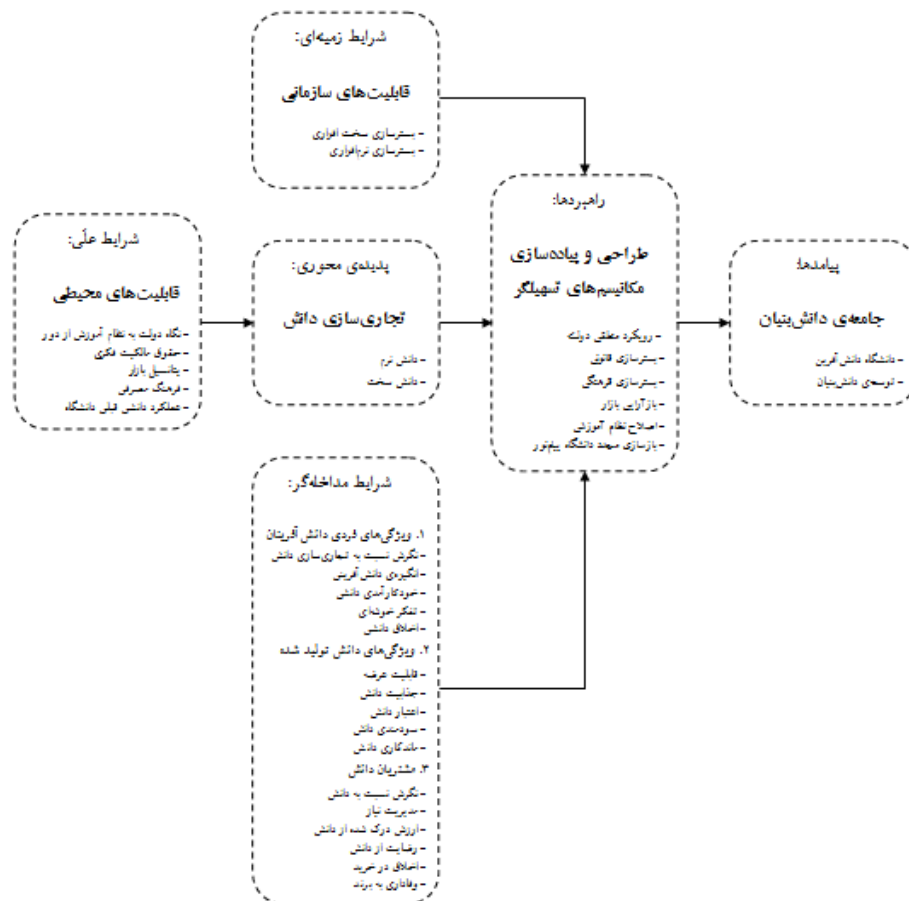 شرایط زمینه‌ای:
قابلیت‌های سازمانی
- بسترسازی سخت افزاری
- بسترسازی نرم‌افزاری
شرایط علّی:
قابلیت‌های محیطی
- نگاه دولت به نظام آموزش از دور
- حقوق مالکیت فکری
- پتانسیل بازار
- فرهنگ مصرفی
- عملکرد دانشی قبلی دانشگاه
پدیده‌ی محوری:
تجاری‌سازی دانش
- دانش نرم
- دانش سخت
راهبردها:
طراحی و پیاده‌سازی
مکانیسم‌های تسهیلگر
- رویکرد منطقی دولت
- بسترسازی قانونی
- بسترسازی فرهنگی
- بازآرایی بازار
- اصلاح نظام آموزشی
- بازسازی مجدد دانشگاه پیام‌نور
پیامدها:
جامعه‌ی دانش‌بنیان
- دانشگاه دانش آفرین
- توسعه‌ی دانش‌بنیان
شرایط مداخله‌گر:
۱. ویژگی‌های فردی دانش آفرینان
- نگرش نسبت به تجاری‌سازی دانش
- انگیزه‌ی دانش آفرینی
- خودکارآمدی دانشی
- تفکر خوشه‌ای
- اخلاق دانشی
۲. ویژگی‌های دانش تولید شده
- قابلیت عرضه
- جذابیت دانش
- اعتبار دانش
- سودمندی دانش
- ماندگاری دانش
۳. مشتریان دانش
- نگرش نسبت به دانش
- مدیریت نیاز
- ارزش درک شده از دانش
- رضایت از دانش
- اخلاق در خرید
- وفاداری به برند